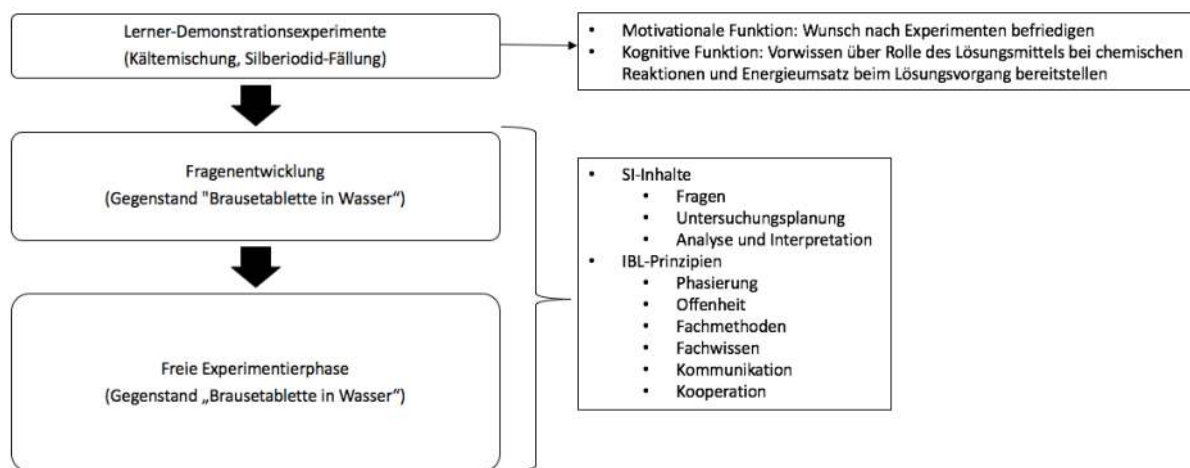 Lerner-Demonstrationsexperimente
(Kältemischung, Silberiodid-Fällung)
• Motivationale Funktion: Wunsch nach Experimenten befriedigen
• Kognitive Funktion: Vorwissen über Rolle des Lösungsmittels bei chemischen
Reaktionen und Energieumsatz beim Lösungsvorgang bereitstellen
Fragenentwicklung
(Gegenstand "Brausetablette in Wasser“)
Freie Experimentierphase
(Gegenstand „Brausetablette in Wasser“)
• SI-Inhalte
• Fragen
• Untersuchungsplanung
• Analyse und Interpretation
• IBL-Prinzipien
• Phasierung
• Offenheit
• Fachmethoden
• Fachwissen
• Kommunikation
• Kooperation